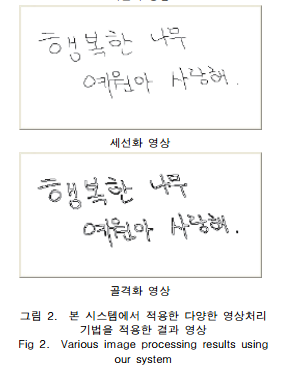 행복한 나무
예원아 사랑해.
세선화 영상
행복한 나무
예원아 사랑해.
골격화 영상
그림 2. 본 시스템에서 적용한 다양한 영상처리
기법을 적용한 결과 영상
Fig 2. Various image processing results using
our system